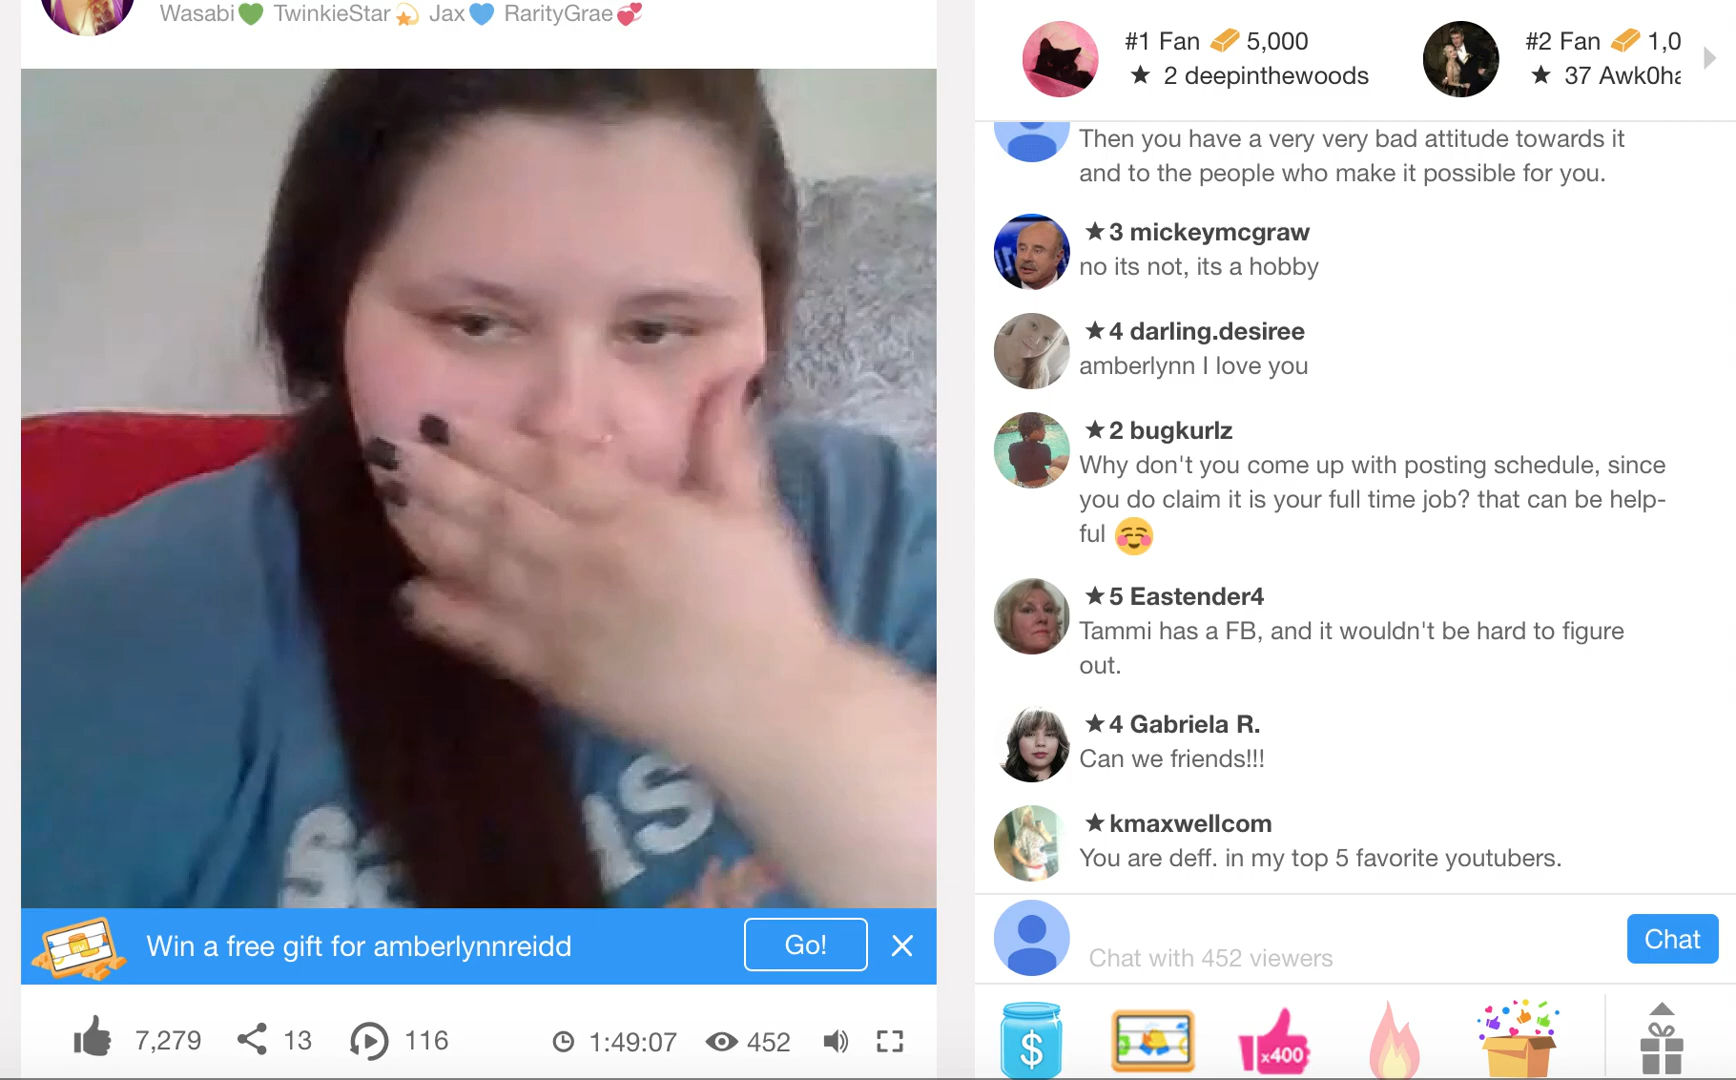 Wasabi💚 TwinkieStar💫 Jax💙 RarityGrae💞
#1 Fan 5,000
★ 2 deepinthewoods
#2 Fan 1,0
★ 37 Awk0ha
Then you have a very very bad attitude towards it
and to the people who make it possible for you.
★3 mickeymcgraw
no its not, its a hobby
★4 darling.desiree
amberlynn I love you
★2 bugkurlz
Why don't you come up with posting schedule, since
you do claim it is your full time job? that can be help-
ful ☺️
★5 Eastender4
Tammi has a FB, and it wouldn't be hard to figure
out.
★4 Gabriela R.
Can we friends!!!
★kmaxwellcom
You are deff. in my top 5 favorite youtubers.
Win a free gift for amberlynnreidd
Go!
Chat with 452 viewers
Chat
7,279 13 116 1:49:07 452
$
x400